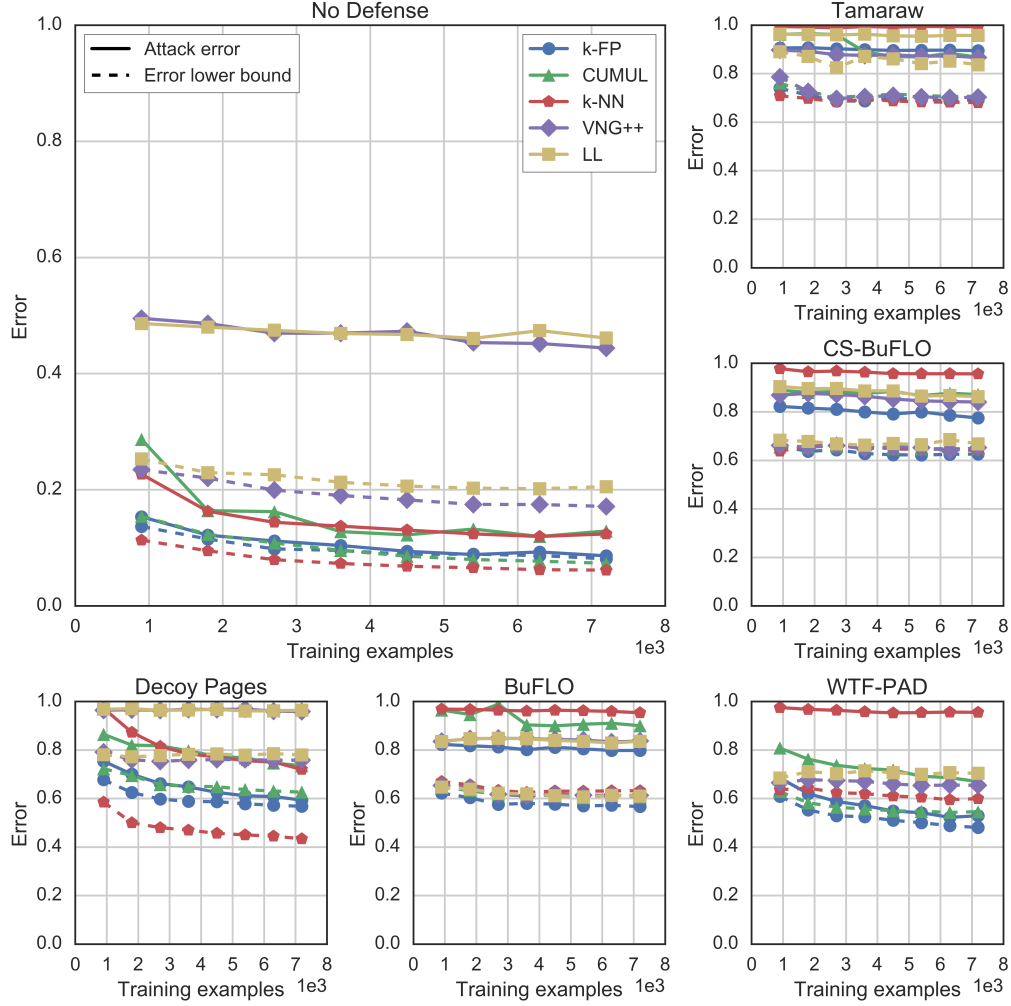 No Defense
Attack error
Error lower bound
k-FP
CUMUL
k-NN
VNG++
LL
1.0
0.8
0.6
0.4
0.2
0.0
Error
0 1 2 3 4 5 6 7 8
Training examples 1e3
Tamaraw
1.0
0.8
0.6
0.4
0.2
0.0
Error
0 1 2 3 4 5 6 7 8
Training examples 1e3
CS-BuFLO
1.0
0.8
0.6
0.4
0.2
0.0
Error
0 1 2 3 4 5 6 7 8
Training examples 1e3
Decoy Pages
1.0
0.8
0.6
0.4
0.2
0.0
Error
0 1 2 3 4 5 6 7 8
Training examples 1e3
BuFLO
1.0
0.8
0.6
0.4
0.2
0.0
Error
0 1 2 3 4 5 6 7 8
Training examples 1e3
WTF-PAD
1.0
0.8
0.6
0.4
0.2
0.0
Error
0 1 2 3 4 5 6 7 8
Training examples 1e3